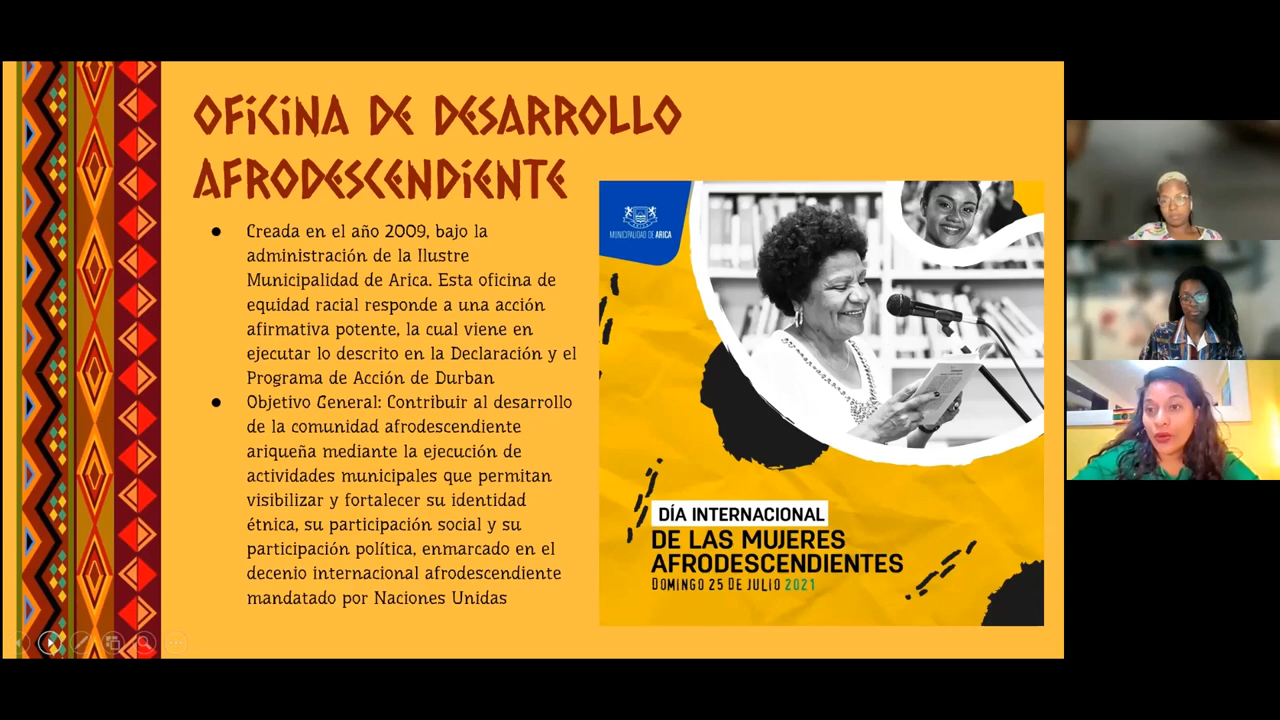 OFICINA DE DESARROLLO
AFRODESCENDIENTE
● Creada en el año 2009, bajo la
administración de la Ilustre
Municipalidad de Arica. Esta oficina de
equidad racial responde a una acción
afirmativa potente, la cual viene en
ejecutar lo descrito en la Declaración y el
Programa de Acción de Durban
● Objetivo General: Contribuir al desarrollo
de la comunidad afrodescendiente
ariqueña mediante la ejecución de
actividades municipales que permitan
visibilizar y fortalecer su identidad
étnica, su participación social y su
participación política, enmarcado en el
decenio internacional afrodescendiente
mandatado por Naciones Unidas
MUNICIPALIDAD DE ARICA
DÍA INTERNACIONAL
DE LAS MUJERES
AFRODESCENDIENTES
DOMINGO 25 DE JULIO 2021